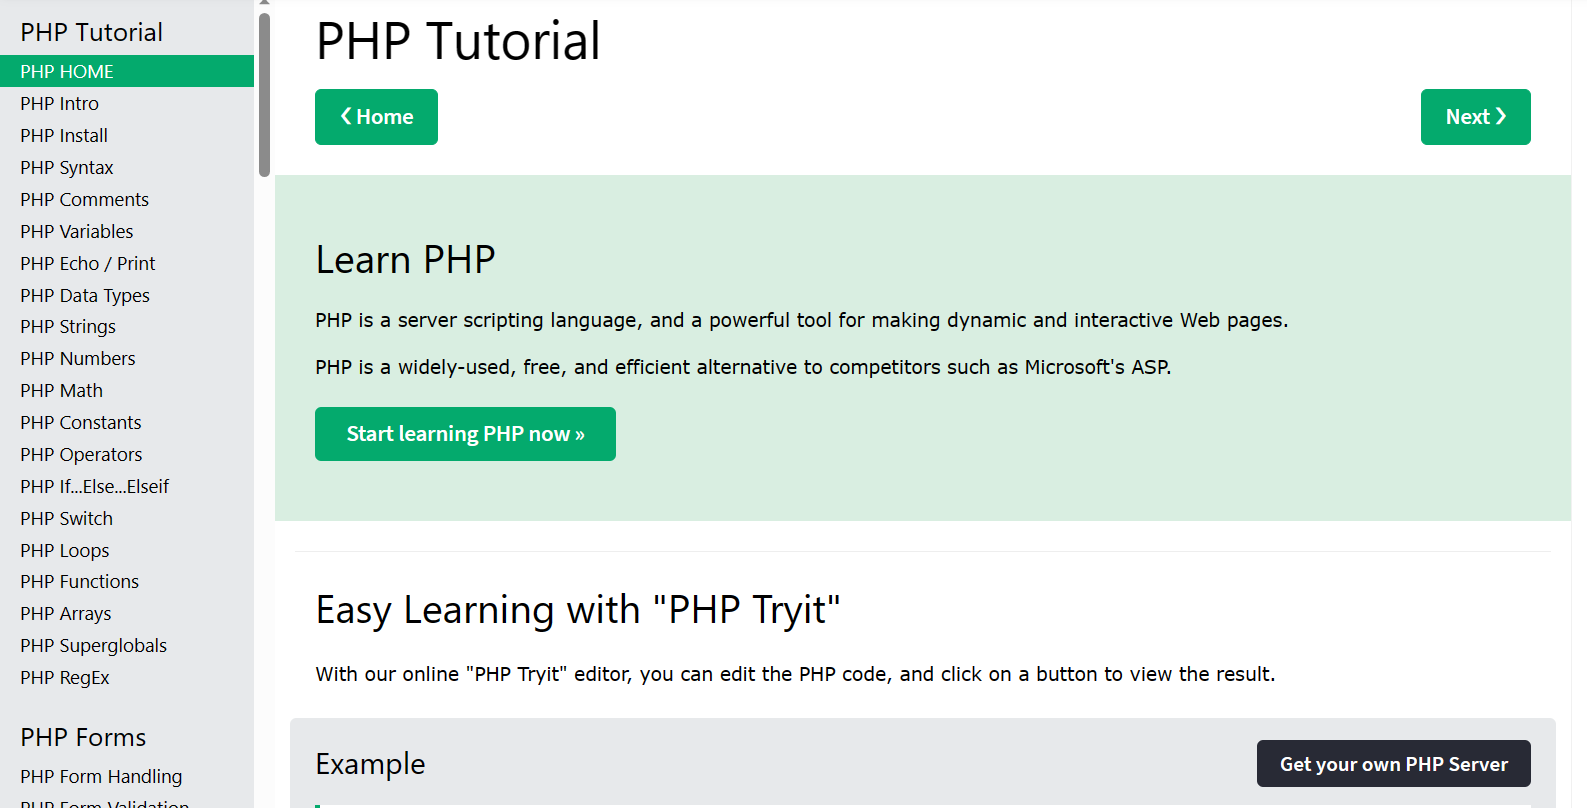 PHP Tutorial
PHP HOME
PHP Intro
PHP Install
PHP Syntax
PHP Comments
PHP Variables
PHP Echo / Print
PHP Data Types
PHP Strings
PHP Numbers
PHP Math
PHP Constants
PHP Operators
PHP If...Else...Elseif
PHP Switch
PHP Loops
PHP Functions
PHP Arrays
PHP Superglobals
PHP RegEx
PHP Forms
PHP Form Handling
PHP Form Validation
PHP Tutorial
❮ Home
Next ❯
Learn PHP
PHP is a server scripting language, and a powerful tool for making dynamic and interactive Web pages.
PHP is a widely-used, free, and efficient alternative to competitors such as Microsoft's ASP.
Start learning PHP now »
Easy Learning with "PHP Tryit"
With our online "PHP Tryit" editor, you can edit the PHP code, and click on a button to view the result.
Example
Get your own PHP Server